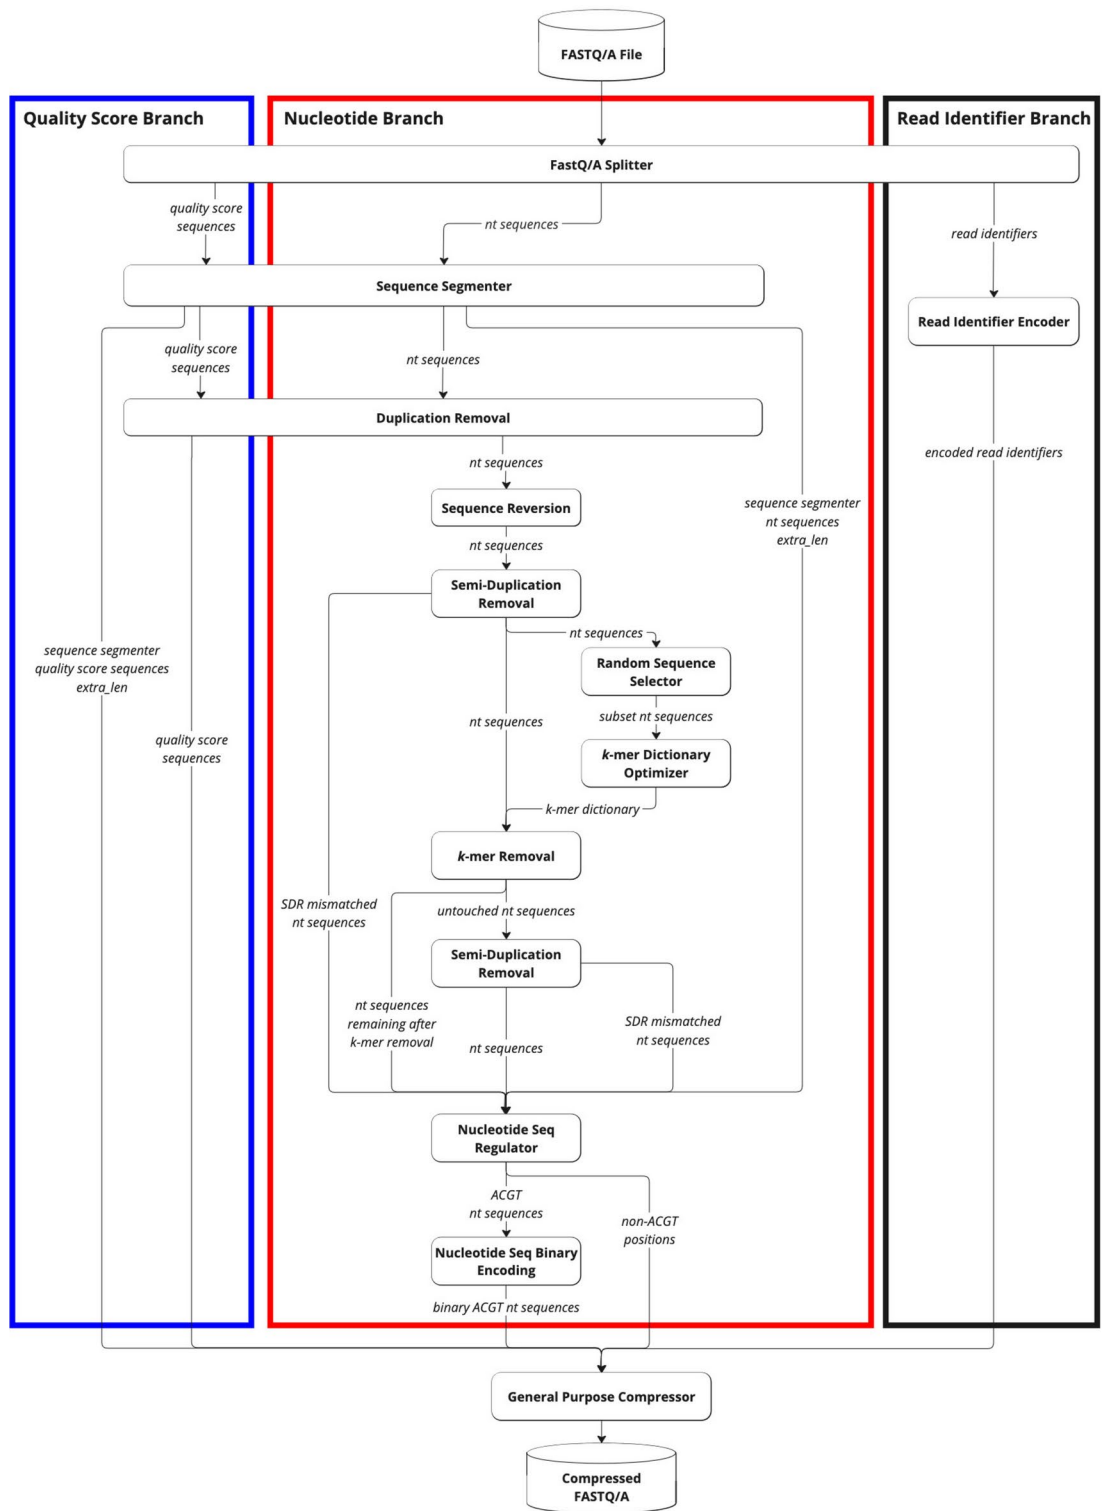 FASTQ/A File
Quality Score Branch
Nucleotide Branch
Read Identifier Branch
FastQ/A Splitter
quality score
sequences
nt sequences
read identifiers
Sequence Segmenter
Read Identifier Encoder
quality score
sequences
nt sequences
Duplication Removal
encoded read identifiers
nt sequences
Sequence Reversion
sequence segmenter
nt sequences
extra_len
nt sequences
Semi-Duplication
Removal
nt sequences
sequence segmenter
quality score sequences
extra_len
Random Sequence
Selector
subset nt sequences
nt sequences
quality score
sequences
k-mer Dictionary
Optimizer
k-mer dictionary
k-mer Removal
SDR mismatched
nt sequences
untouched nt sequences
Semi-Duplication
Removal
nt sequences
remaining after
k-mer removal
nt sequences
SDR mismatched
nt sequences
Nucleotide Seq
Regulator
ACGT
nt sequences
non-ACGT
positions
Nucleotide Seq Binary
Encoding
binary ACGT nt sequences
General Purpose Compressor
Compressed
FASTQ/A